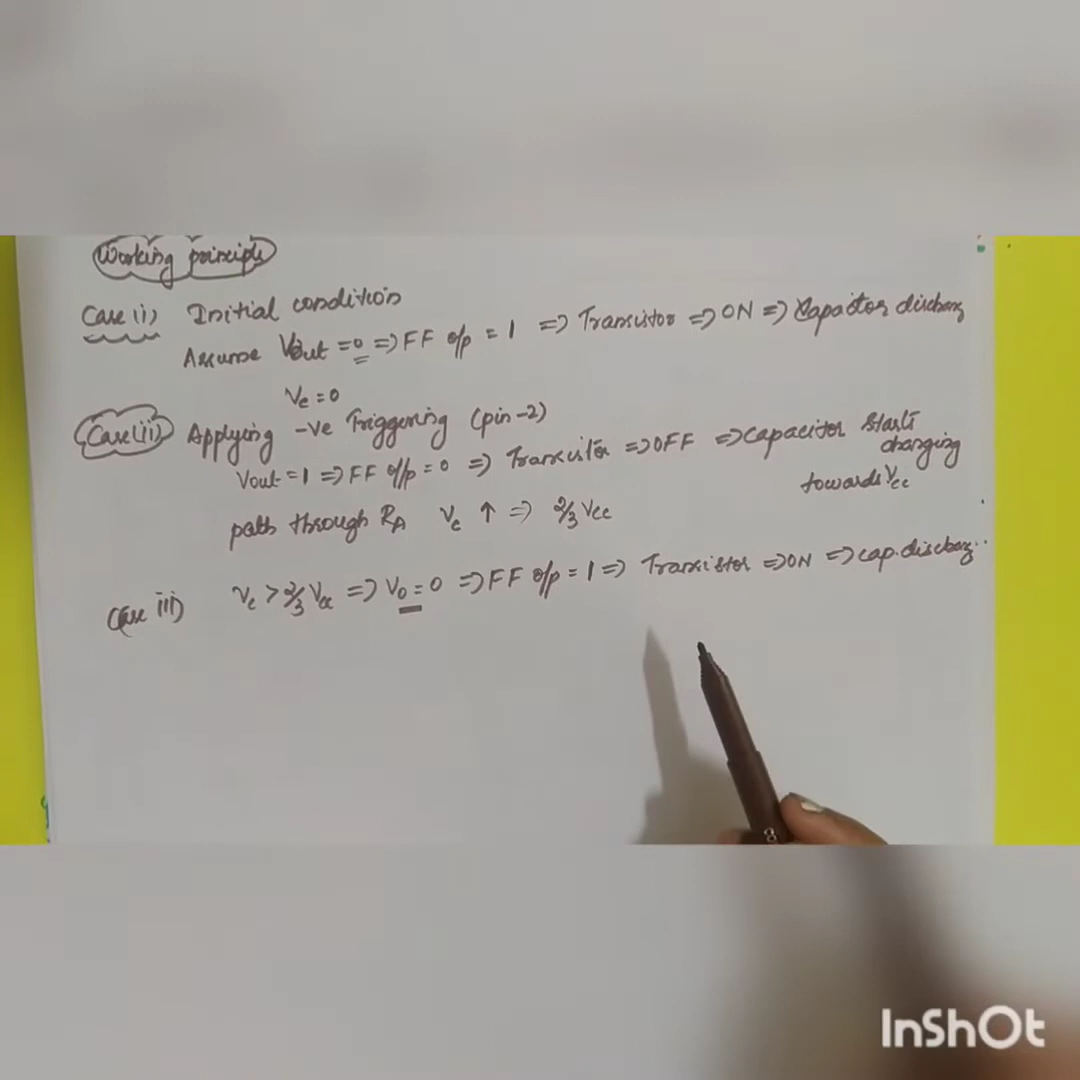 Working principle
Case (i) Initial condition
Assume Vout = 0 => FF o/p = 1 => Transistor => ON => Capacitor discharg
Vc = 0
Case (ii) Applying -ve Triggering (pin-2)
Vout = 1 => FF o/p = 0 => Transistor => OFF => capacitor starts
charging
towards Vcc
path through RA Vc ↑ => 2/3 Vcc
Case iii) Vc > 2/3 Vcc => Vo = 0 => FF o/p = 1 => Transistor => ON => cap. discharg..
InShOt